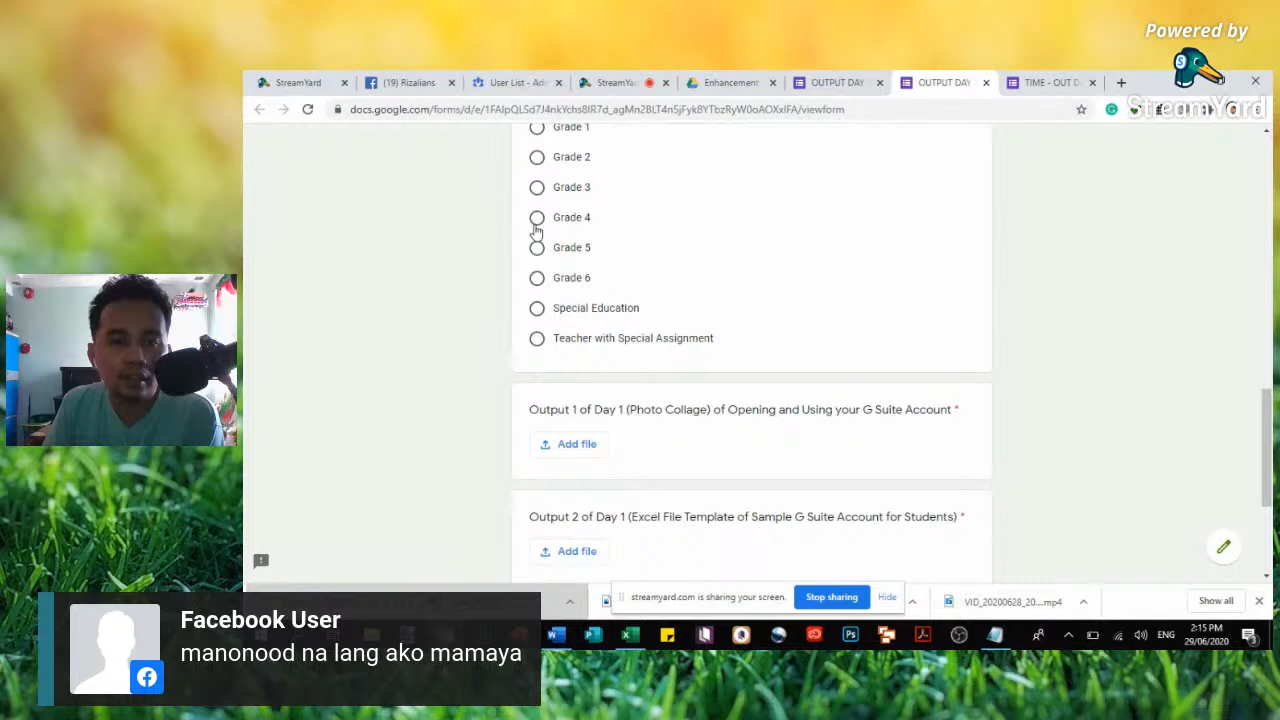 Powered by
StreamYard
StreamYard
(19) Rizalians
User List - Ad
StreamYar
Enhancement
OUTPUT DAY
OUTPUT DAY
TIME - OUT D
docs.google.com/forms/d/e/1FAIpQLSd7J4nkYchs8IR7d_agMn2BLT4nSjFyk8YTbzRyW0oAOXxIFA/viewform
Grade 1
Grade 2
Grade 3
Grade 4
Grade 5
Grade 6
Special Education
Teacher with Special Assignment
Output 1 of Day 1 (Photo Collage) of Opening and Using your G Suite Account *
Add file
Output 2 of Day 1 (Excel File Template of Sample G Suite Account for Students) *
Add file
streamyard.com is sharing your screen.
Stop sharing
Hide
VID_20200628_20....mp4
Show all
ENG
2:15 PM
29/06/2020
Facebook User
manonood na lang ako mamaya